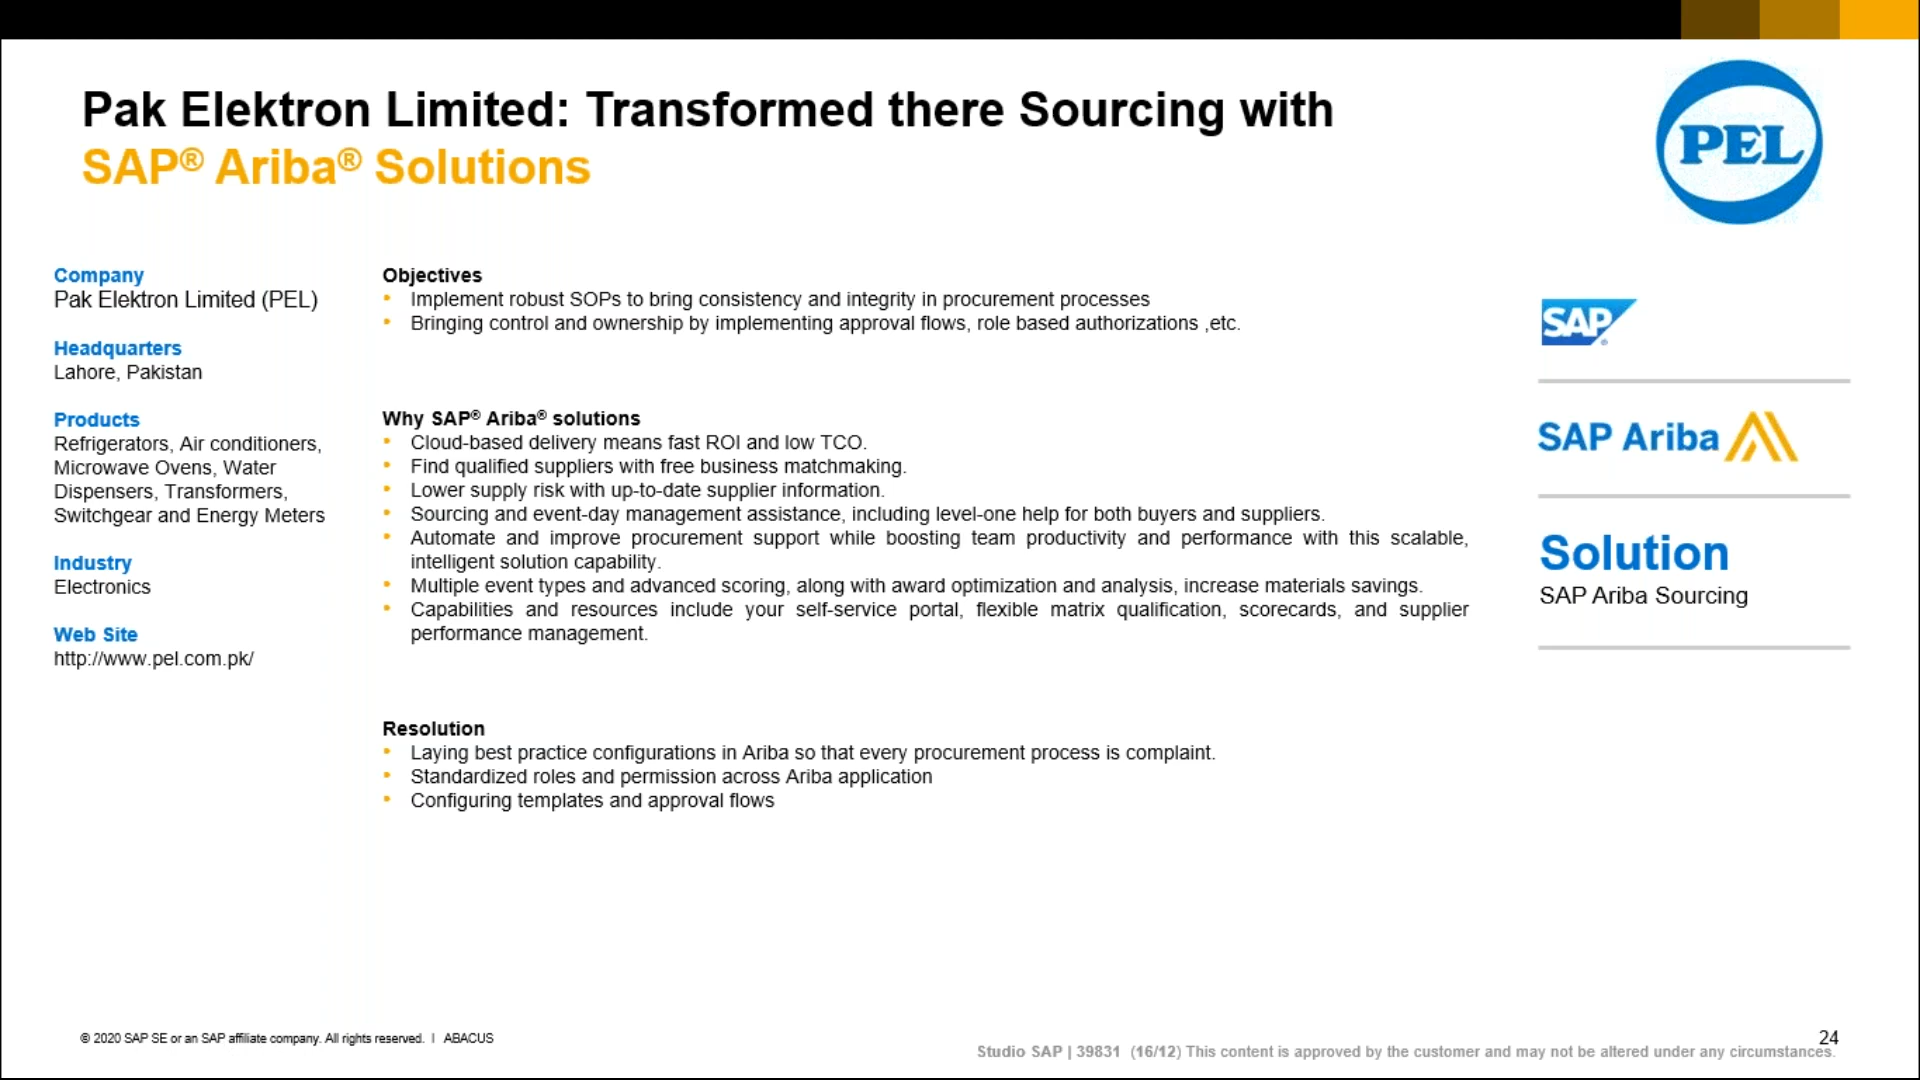 Pak Elektron Limited: Transformed there Sourcing with
SAP® Ariba® Solutions
PEL
Company
Pak Elektron Limited (PEL)
Headquarters
Lahore, Pakistan
Products
Refrigerators, Air conditioners,
Microwave Ovens, Water
Dispensers, Transformers,
Switchgear and Energy Meters
Industry
Electronics
Web Site
http://www.pel.com.pk/
Objectives
• Implement robust SOPs to bring consistency and integrity in procurement processes
• Bringing control and ownership by implementing approval flows, role based authorizations ,etc.
Why SAP® Ariba® solutions
• Cloud-based delivery means fast ROI and low TCO.
• Find qualified suppliers with free business matchmaking.
• Lower supply risk with up-to-date supplier information.
• Sourcing and event-day management assistance, including level-one help for both buyers and suppliers.
• Automate and improve procurement support while boosting team productivity and performance with this scalable,
intelligent solution capability.
• Multiple event types and advanced scoring, along with award optimization and analysis, increase materials savings.
• Capabilities and resources include your self-service portal, flexible matrix qualification, scorecards, and supplier
performance management.
Resolution
• Laying best practice configurations in Ariba so that every procurement process is complaint.
• Standardized roles and permission across Ariba application
• Configuring templates and approval flows
SAP®
SAP Ariba
Solution
SAP Ariba Sourcing
© 2020 SAP SE or an SAP affiliate company. All rights reserved. I ABACUS
24
Studio SAP | 39831 (16/12) This content is approved by the customer and may not be altered under any circumstances.